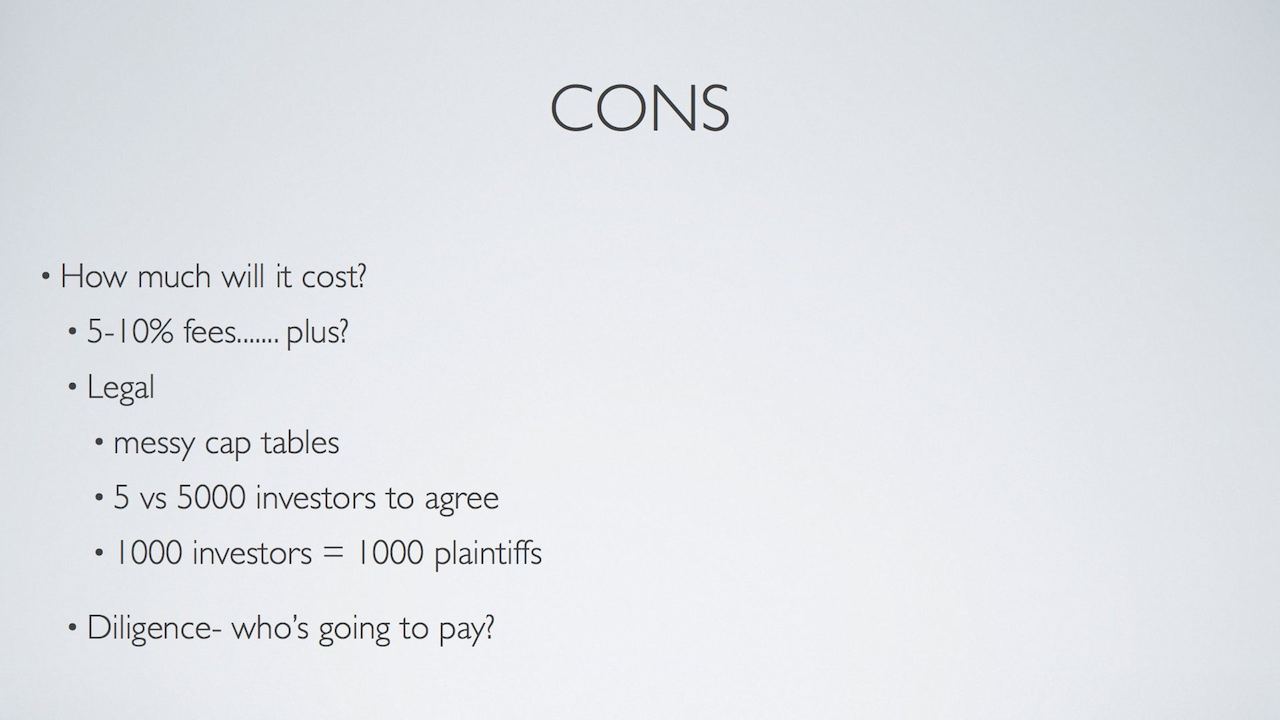 CONS
• How much will it cost?
• 5-10% fees....... plus?
• Legal
• messy cap tables
• 5 vs 5000 investors to agree
• 1000 investors = 1000 plaintiffs
• Diligence- who's going to pay?